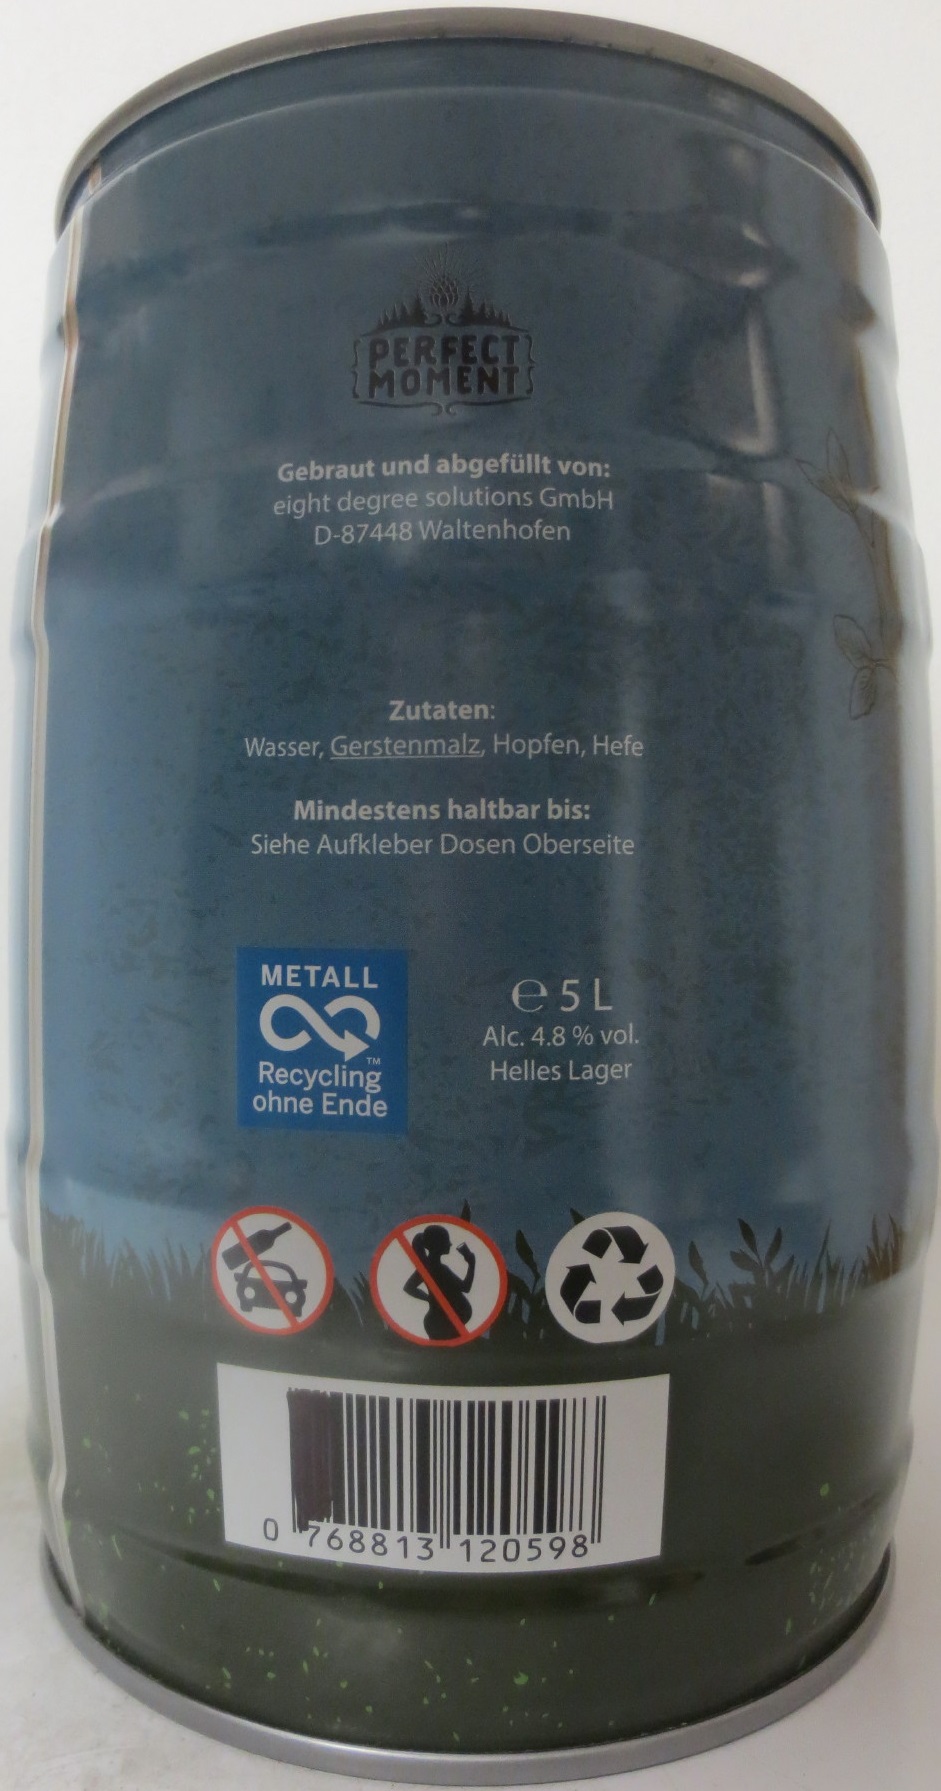 PERFECT
MOMENT
Gebraut und abgefüllt von:
eight degree solutions GmbH
D-87448 Waltenhofen
Zutaten:
Wasser, Gerstenmalz, Hopfen, Hefe
Mindestens haltbar bis:
Siehe Aufkleber Dosen Oberseite
METALL
™
Recycling
ohne Ende
℮ 5 L
Alc. 4.8 % vol.
Helles Lager
0 768813 120598